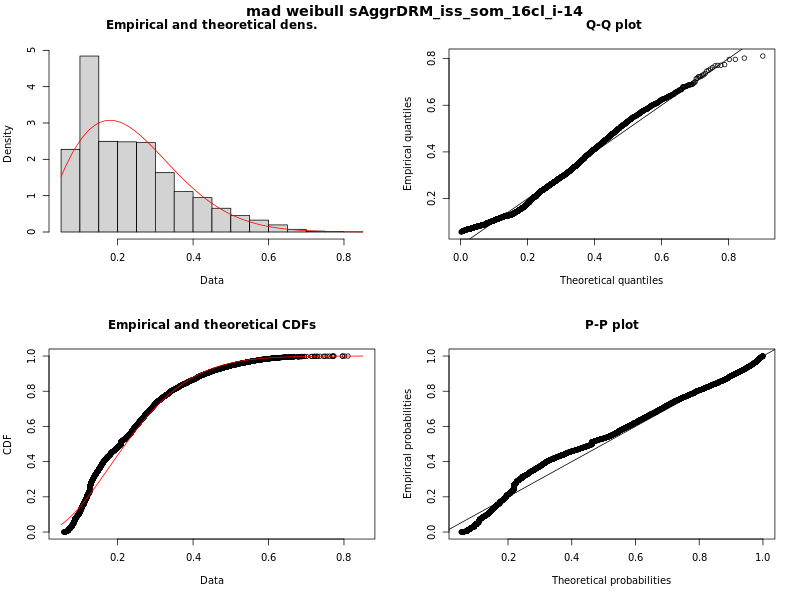 mad weibull sAggrDRM_iss_som_16cl_i-14
Empirical and theoretical dens.
Density
0 1 2 3 4 5
0.2 0.4 0.6 0.8
Data
Q-Q plot
Empirical quantiles
0.2 0.4 0.6 0.8
0.0 0.2 0.4 0.6 0.8
Theoretical quantiles
Empirical and theoretical CDFs
CDF
0.0 0.2 0.4 0.6 0.8 1.0
0.2 0.4 0.6 0.8
Data
P-P plot
Empirical probabilities
0.0 0.2 0.4 0.6 0.8 1.0
0.2 0.4 0.6 0.8 1.0
Theoretical probabilities